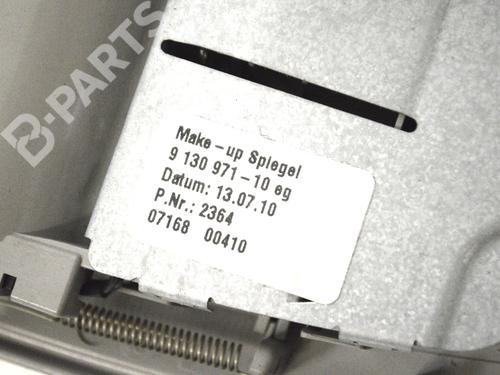 B-PARTS
Make-up Spiegel
9 130 971-10 eg
Datum: 13.07.10
P.Nr.: 2364
07168 00410